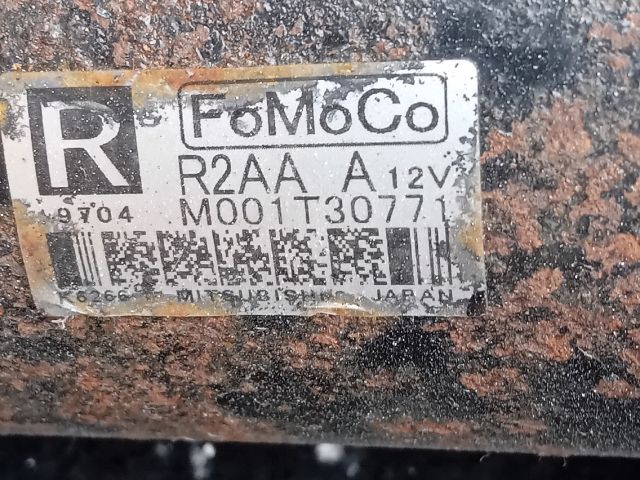 R
FoMoCo
R2AA A 12V
9704 M001T30771
MITSUBISHI JAPAN